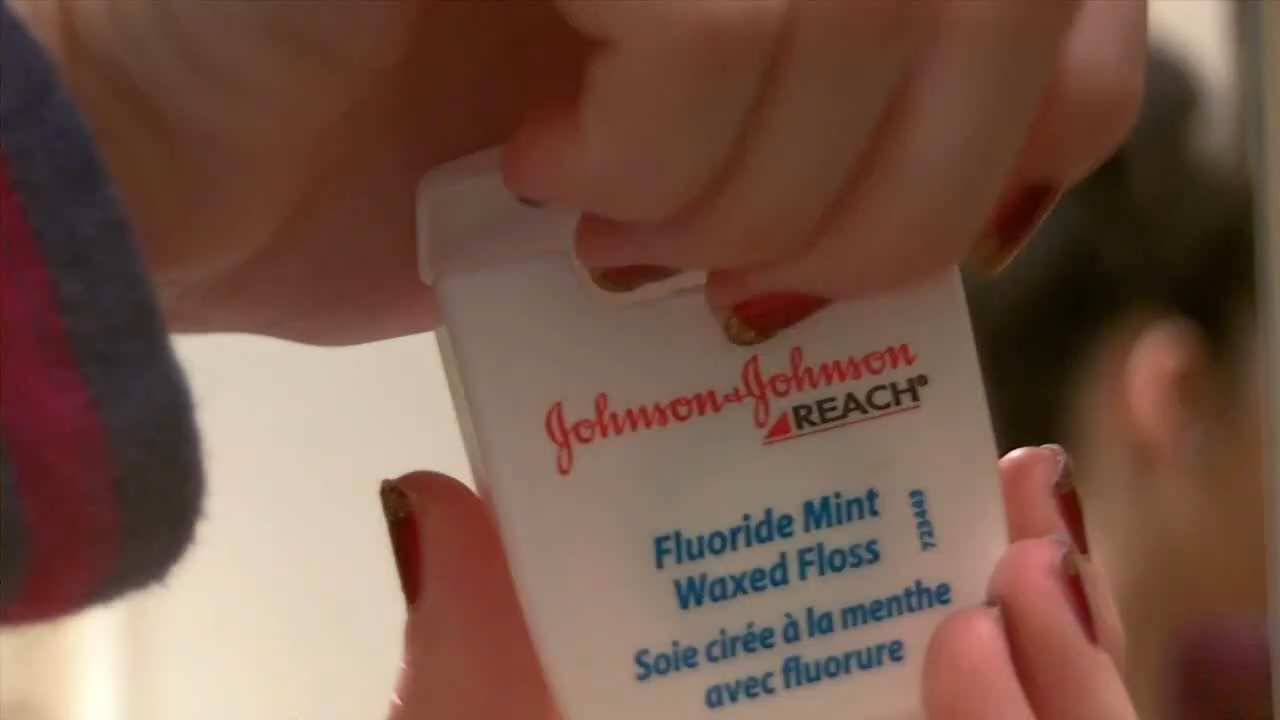 Johnson+Johnson
REACH®
Fluoride Mint
Waxed Floss
723443
Soie cirée à la menthe
avec fluorure